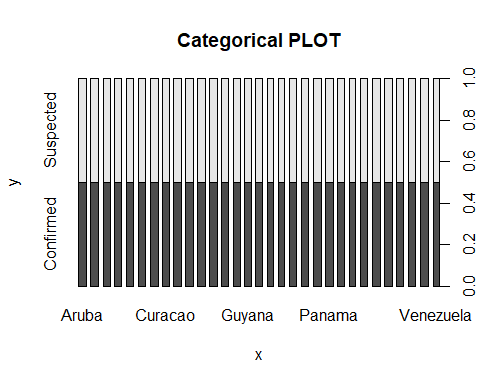 Categorical PLOT
y
Suspected
Confirmed
1.0
0.8
0.6
0.4
0.2
0.0
Aruba Curacao Guyana Panama Venezuela
x